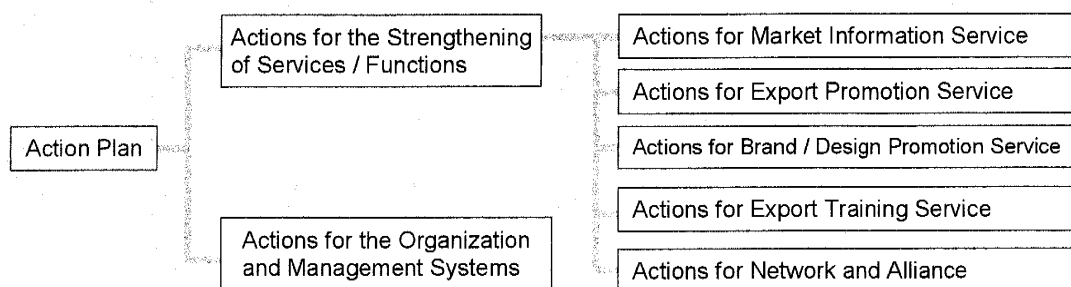 Action Plan
Actions for the Strengthening
of Services / Functions
Actions for the Organization
and Management Systems
Actions for Market Information Service
Actions for Export Promotion Service
Actions for Brand / Design Promotion Service
Actions for Export Training Service
Actions for Network and Alliance